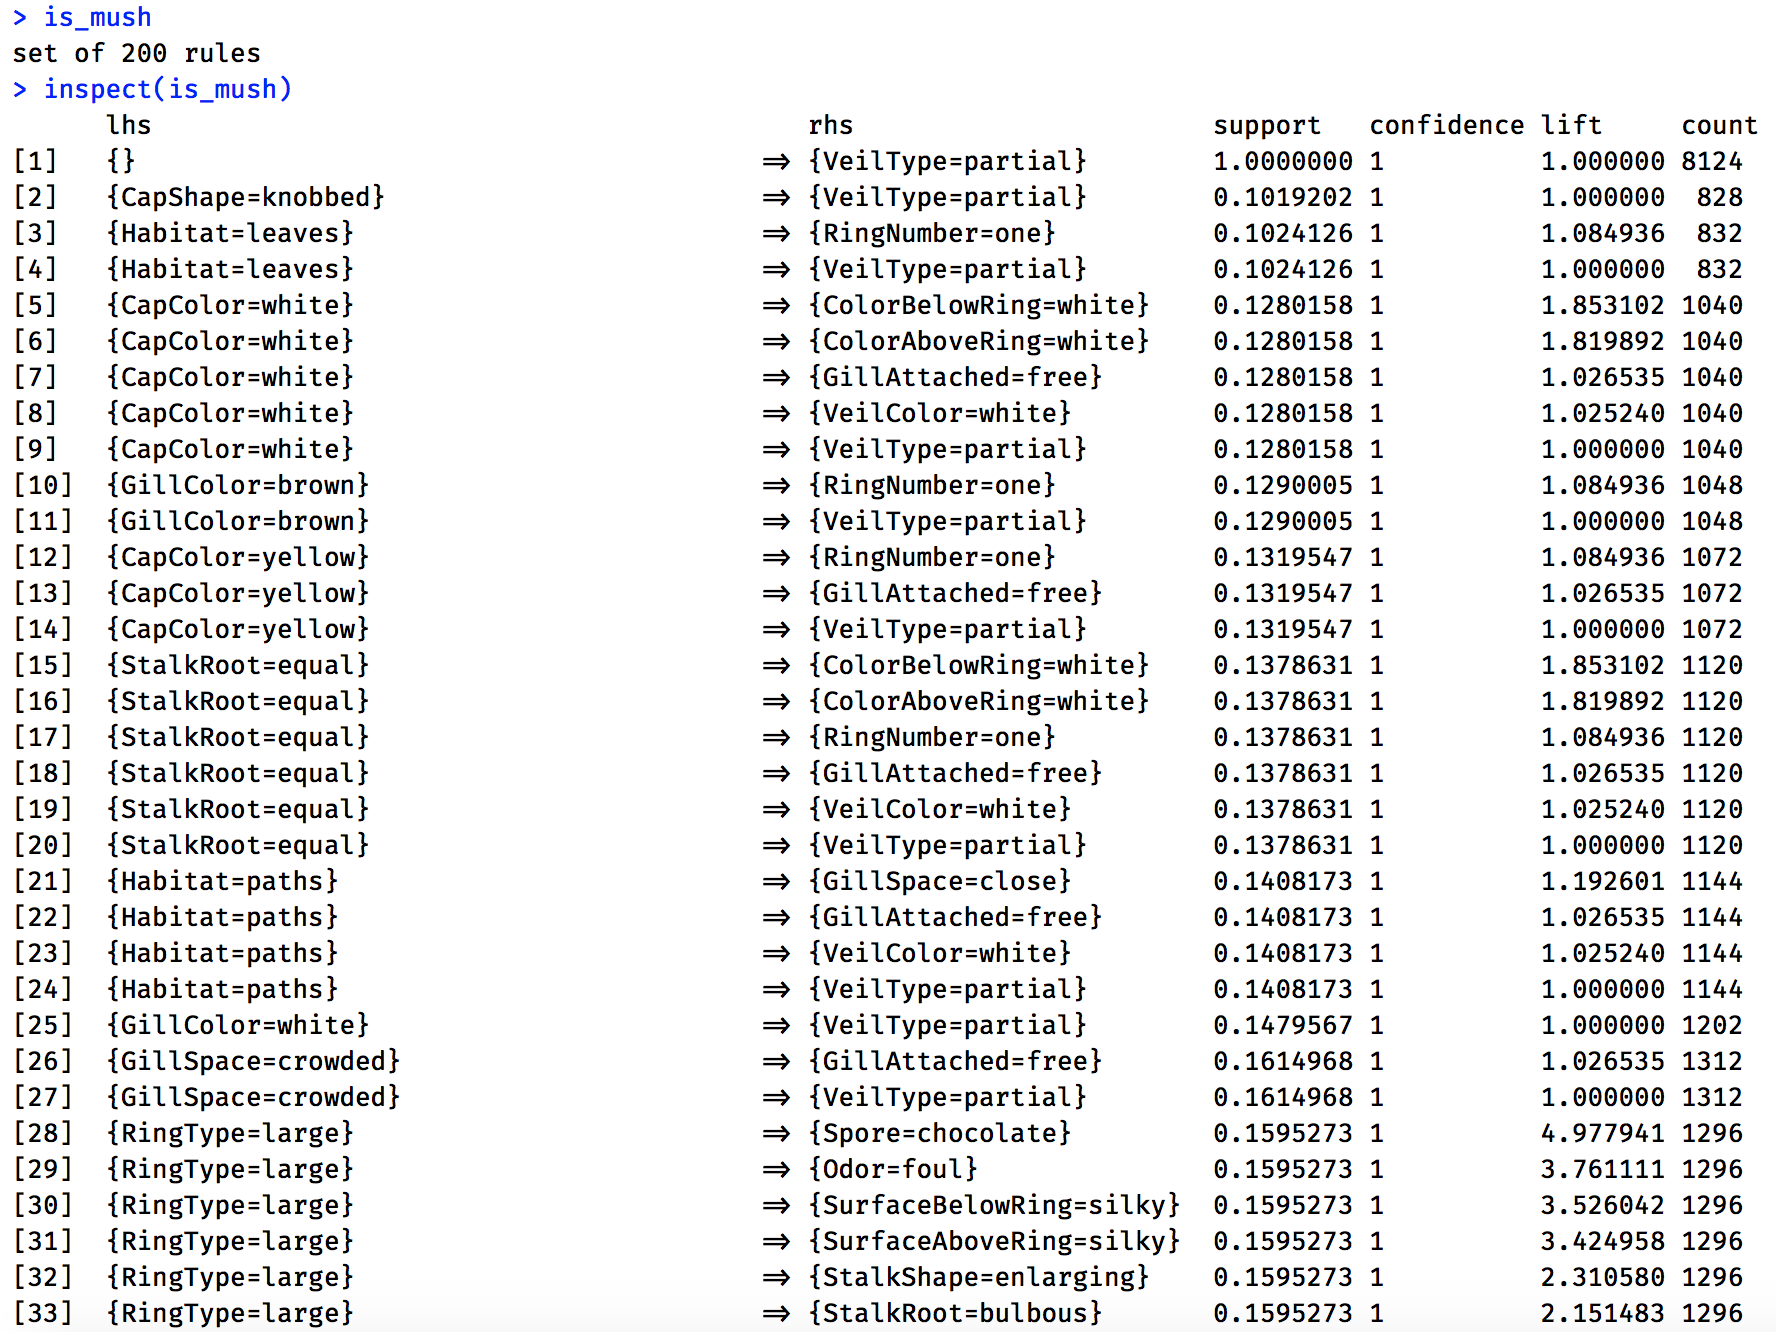 > is_mush
set of 200 rules
> inspect(is_mush)
lhs rhs support confidence lift count
[1] {} => {VeilType=partial} 1.0000000 1 1.000000 8124
[2] {CapShape=knobbed} => {VeilType=partial} 0.1019202 1 1.000000 828
[3] {Habitat=leaves} => {RingNumber=one} 0.1024126 1 1.084936 832
[4] {Habitat=leaves} => {VeilType=partial} 0.1024126 1 1.000000 832
[5] {CapColor=white} => {ColorBelowRing=white} 0.1280158 1 1.853102 1040
[6] {CapColor=white} => {ColorAboveRing=white} 0.1280158 1 1.819892 1040
[7] {CapColor=white} => {GillAttached=free} 0.1280158 1 1.026535 1040
[8] {CapColor=white} => {VeilColor=white} 0.1280158 1 1.025240 1040
[9] {CapColor=white} => {VeilType=partial} 0.1280158 1 1.000000 1040
[10] {GillColor=brown} => {RingNumber=one} 0.1290005 1 1.084936 1048
[11] {GillColor=brown} => {VeilType=partial} 0.1290005 1 1.000000 1048
[12] {CapColor=yellow} => {RingNumber=one} 0.1319547 1 1.084936 1072
[13] {CapColor=yellow} => {GillAttached=free} 0.1319547 1 1.026535 1072
[14] {CapColor=yellow} => {VeilType=partial} 0.1319547 1 1.000000 1072
[15] {StalkRoot=equal} => {ColorBelowRing=white} 0.1378631 1 1.853102 1120
[16] {StalkRoot=equal} => {ColorAboveRing=white} 0.1378631 1 1.819892 1120
[17] {StalkRoot=equal} => {RingNumber=one} 0.1378631 1 1.084936 1120
[18] {StalkRoot=equal} => {GillAttached=free} 0.1378631 1 1.026535 1120
[19] {StalkRoot=equal} => {VeilColor=white} 0.1378631 1 1.025240 1120
[20] {StalkRoot=equal} => {VeilType=partial} 0.1378631 1 1.000000 1120
[21] {Habitat=paths} => {GillSpace=close} 0.1408173 1 1.192601 1144
[22] {Habitat=paths} => {GillAttached=free} 0.1408173 1 1.026535 1144
[23] {Habitat=paths} => {VeilColor=white} 0.1408173 1 1.025240 1144
[24] {Habitat=paths} => {VeilType=partial} 0.1408173 1 1.000000 1144
[25] {GillColor=white} => {VeilType=partial} 0.1479567 1 1.000000 1202
[26] {GillSpace=crowded} => {GillAttached=free} 0.1614968 1 1.026535 1312
[27] {GillSpace=crowded} => {VeilType=partial} 0.1614968 1 1.000000 1312
[28] {RingType=large} => {Spore=chocolate} 0.1595273 1 4.977941 1296
[29] {RingType=large} => {Odor=foul} 0.1595273 1 3.761111 1296
[30] {RingType=large} => {SurfaceBelowRing=silky} 0.1595273 1 3.526042 1296
[31] {RingType=large} => {SurfaceAboveRing=silky} 0.1595273 1 3.424958 1296
[32] {RingType=large} => {StalkShape=enlarging} 0.1595273 1 2.310580 1296
[33] {RingType=large} => {StalkRoot=bulbous} 0.1595273 1 2.151483 1296